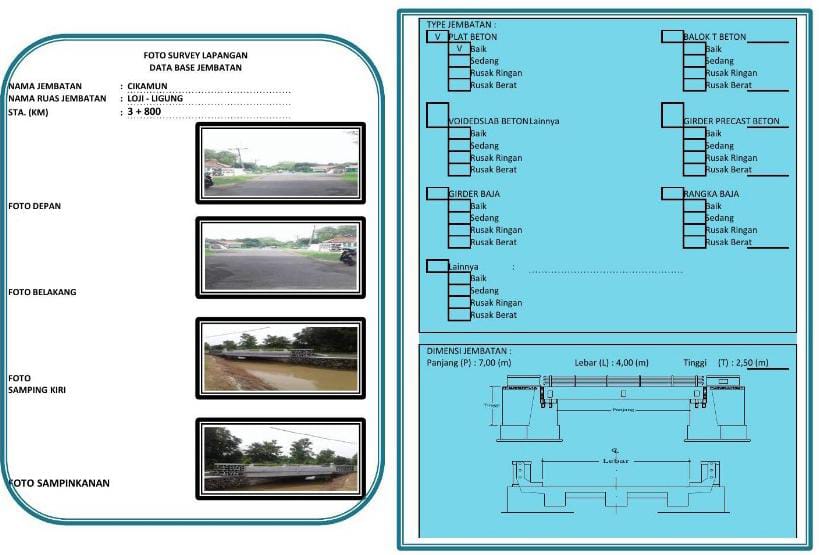 FOTO SURVEY LAPANGAN
DATA BASE JEMBATAN
NAMA JEMBATAN : CIKAMUN
NAMA RUAS JEMBATAN : LOJI - LIGUNG
STA. (KM) : 3 + 800
FOTO DEPAN
FOTO BELAKANG
FOTO
SAMPING KIRI
FOTO SAMPINKANAN
TYPE JEMBATAN :
V PLAT BETON
V Baik
Sedang
Rusak Ringan
Rusak Berat
BALOK T BETON
Baik
Sedang
Rusak Ringan
Rusak Berat
VOIDEDSLAB BETON Lainnya
Baik
Sedang
Rusak Ringan
Rusak Berat
GIRDER PRECAST BETON
Baik
Sedang
Rusak Ringan
Rusak Berat
GIRDER BAJA
Baik
Sedang
Rusak Ringan
Rusak Berat
RANGKA BAJA
Baik
Sedang
Rusak Ringan
Rusak Berat
Lainnya :
Baik
Sedang
Rusak Ringan
Rusak Berat
DIMENSI JEMBATAN :
Panjang (P) : 7,00 (m) Lebar (L) : 4,00 (m) Tinggi (T) : 2,50 (m)
Tinggi
Panjang
Lebar